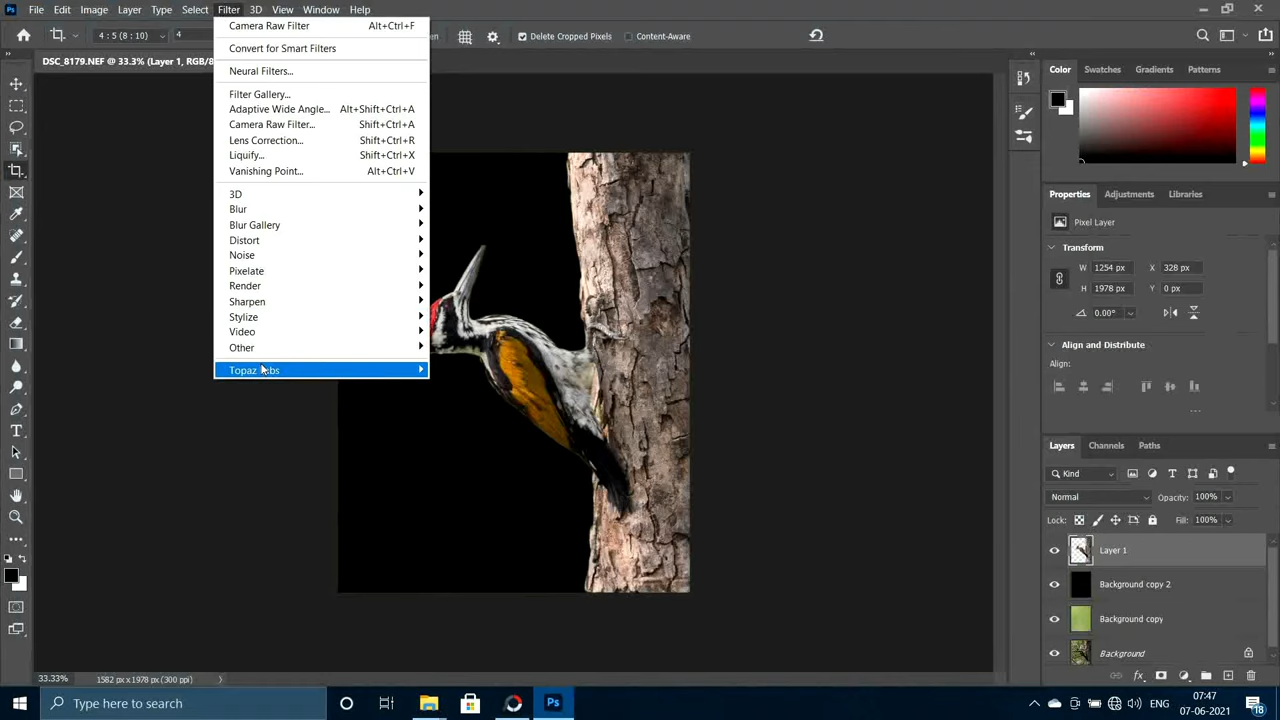 Ps File Edit Image Layer Type Select Filter 3D View Window Help
4 : 5 (8 : 10) 4 Delete Cropped Pixels Content-Aware
DSC_8179.NEF @ 33.3% (Layer 1, RGB/8
Camera Raw Filter Alt+Ctrl+F
Convert for Smart Filters
Neural Filters...
Filter Gallery...
Adaptive Wide Angle... Alt+Shift+Ctrl+A
Camera Raw Filter... Shift+Ctrl+A
Lens Correction... Shift+Ctrl+R
Liquify... Shift+Ctrl+X
Vanishing Point... Alt+Ctrl+V
3D
Blur
Blur Gallery
Distort
Noise
Pixelate
Render
Sharpen
Stylize
Video
Other
Topaz
Color Swatches Gradients Patterns
Properties Adjustments Libraries
Pixel Layer
Transform
W 1254 px X 328 px
H 1978 px Y 0 px
0.00°
Align and Distribute
Align:
Layers Channels Paths
Kind
Normal Opacity: 100%
Lock: Fill: 100%
Layer 1
Background copy 2
Background copy
Background
33.33% 1582 px x 1978 px (300 ppi)
Type here to search
Ps
ENG
07:47
07-06-2021
18